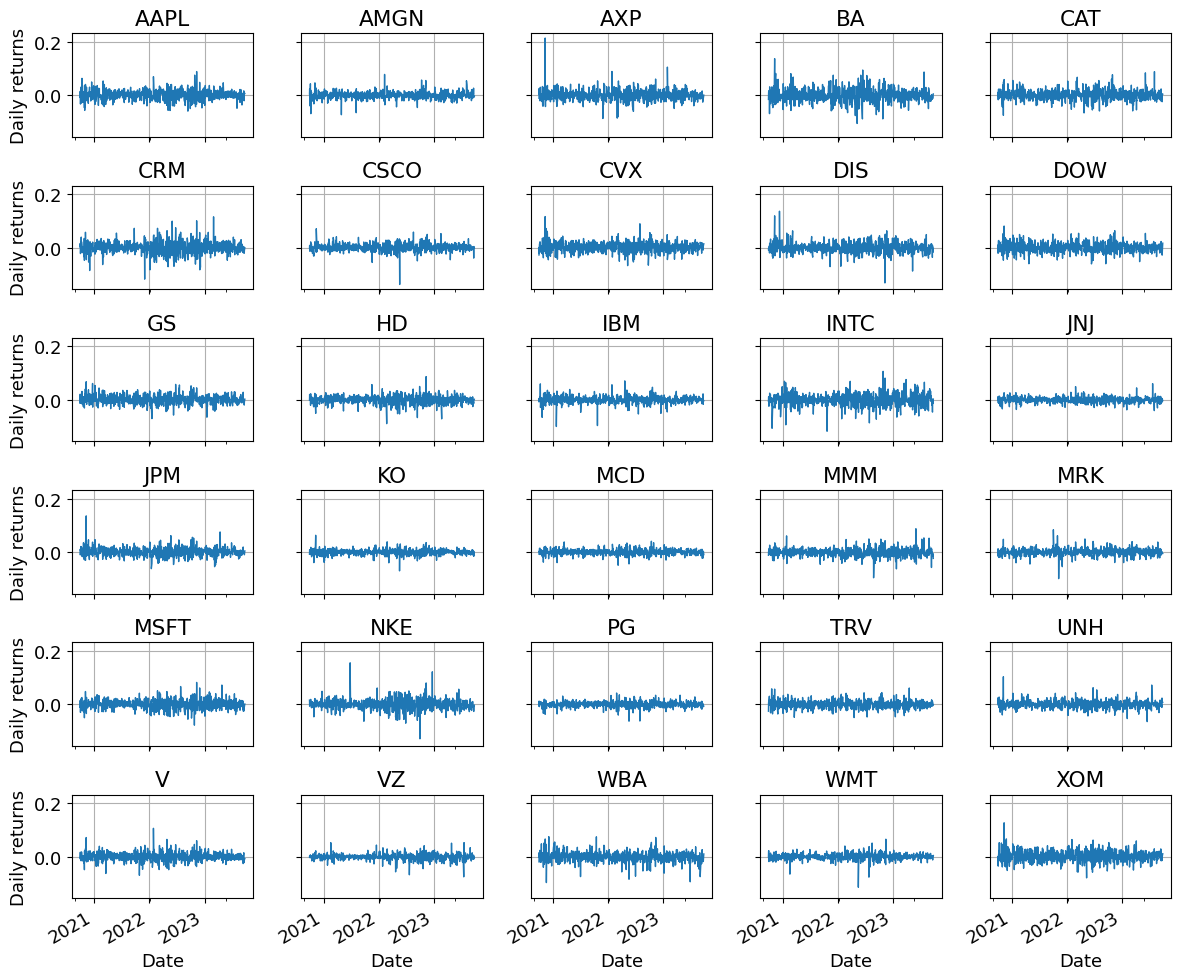 AAPL AMGN AXP BA CAT
Daily returns 0.2 0.0
CRM CSCO CVX DIS DOW
Daily returns 0.2 0.0
GS HD IBM INTC JNJ
Daily returns 0.2 0.0
JPM KO MCD MMM MRK
Daily returns 0.2 0.0
MSFT NKE PG TRV UNH
Daily returns 0.2 0.0
V VZ WBA WMT XOM
Daily returns 0.2 0.0
2021 2022 2023 2021 2022 2023 2021 2022 2023 2021 2022 2023 2021 2022 2023
Date Date Date Date Date